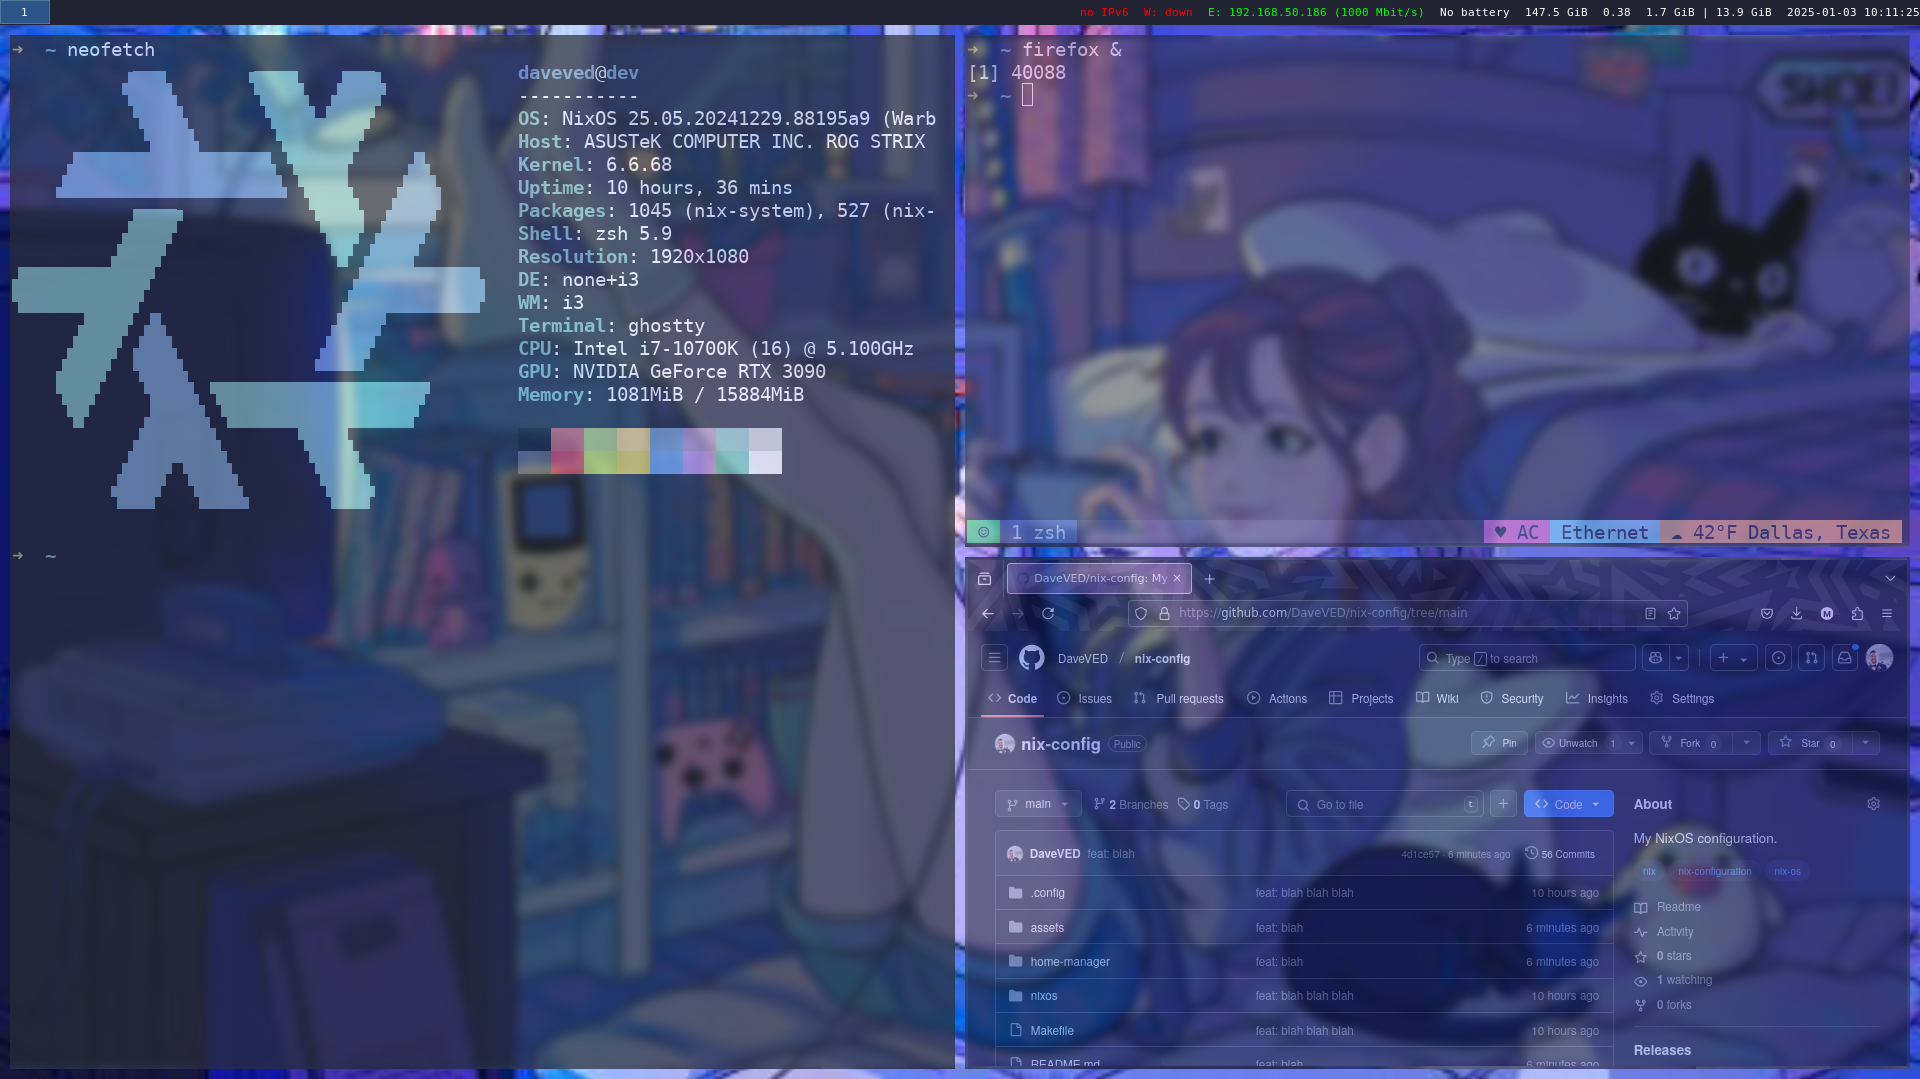 1
no IPv6 W: down E: 192.168.50.186 (1000 Mbit/s) No battery 147.5 GiB 0.38 1.7 GiB | 13.9 GiB 2025-01-03 10:11:25
➜ ~ neofetch
daveved@dev
-----------
OS: NixOS 25.05.20241229.88195a9 (Warb
Host: ASUSTeK COMPUTER INC. ROG STRIX
Kernel: 6.6.68
Uptime: 10 hours, 36 mins
Packages: 1045 (nix-system), 527 (nix-
Shell: zsh 5.9
Resolution: 1920x1080
DE: none+i3
WM: i3
Terminal: ghostty
CPU: Intel i7-10700K (16) @ 5.100GHz
GPU: NVIDIA GeForce RTX 3090
Memory: 1081MiB / 15884MiB
➜ ~
➜ ~ firefox &
[1] 40088
➜ ~
☺ 1 zsh ♥ AC Ethernet ☁ 42°F Dallas, Texas
DaveVED/nix-config: My
https://github.com/DaveVED/nix-config/tree/main
DaveVED / nix-config Type / to search
Code Issues Pull requests Actions Projects Wiki Security Insights Settings
nix-config Public Pin Unwatch 1 Fork 0 Star 0
main 2 Branches 0 Tags Go to file t Code
DaveVED feat: blah 4d1ce57 · 6 minutes ago 56 Commits
.config feat: blah blah blah 10 hours ago
assets feat: blah 6 minutes ago
home-manager feat: blah 6 minutes ago
nixos feat: blah blah blah 10 hours ago
Makefile feat: blah blah blah 10 hours ago
README.md feat: blah 6 minutes ago
About
My NixOS configuration.
nix nix-configuration nix-os
Readme
Activity
0 stars
1 watching
0 forks
Releases